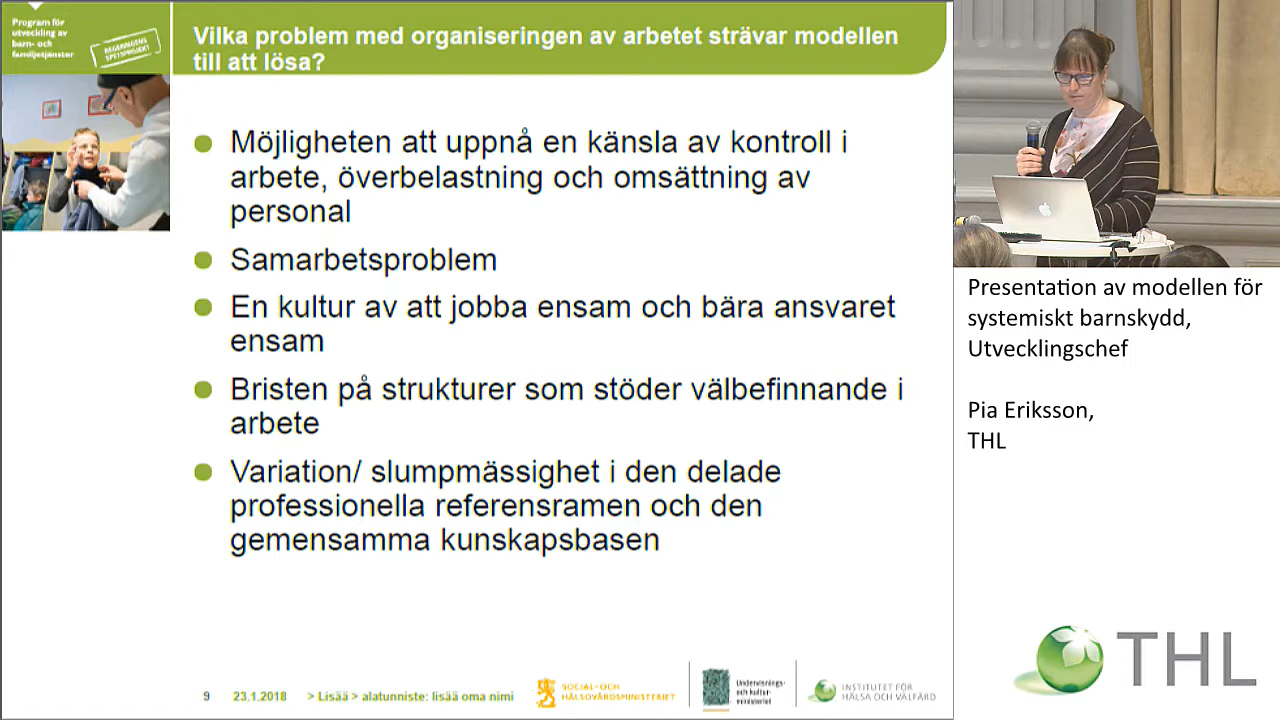 Program för
utveckling av
barn- och
familjetjänster
REGERINGENS
SPETSPROJEKT
Vilka problem med organiseringen av arbetet strävar modellen
till att lösa?
Möjligheten att uppnå en känsla av kontroll i
arbete, överbelastning och omsättning av
personal
Samarbetsproblem
En kultur av att jobba ensam och bära ansvaret
ensam
Bristen på strukturer som stöder välbefinnande i
arbete
Variation/ slumpmässighet i den delade
professionella referensramen och den
gemensamma kunskapsbasen
9 23.1.2018 > Lisää > alatunniste: lisää oma nimi
SOCIAL- OCH
HÄLSOVÅRDSMINISTERIET
Undervisnings-
och kultur-
ministeriet
INSTITUTET FÖR
HÄLSA OCH VÄLFÄRD
Presentation av modellen för
systemiskt barnskydd,
Utvecklingschef
Pia Eriksson,
THL
THL